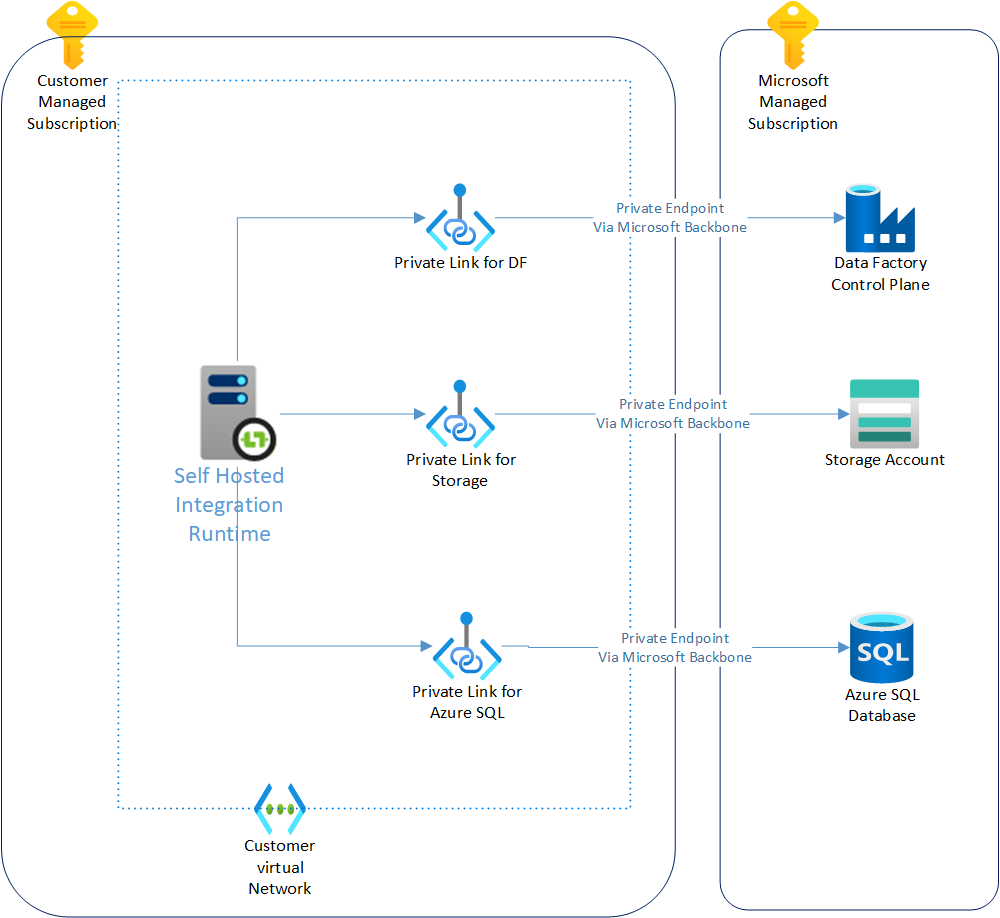 Customer
Managed
Subscription
Microsoft
Managed
Subscription
Private Endpoint
Via Microsoft Backbone
Private Link for DF
Data Factory
Control Plane
Private Endpoint
Via Microsoft Backbone
Private Link for
Storage
Storage Account
Self Hosted
Integration
Runtime
Private Endpoint
Via Microsoft Backbone
SQL
Private Link for
Azure SQL
Azure SQL
Database
Customer
virtual
Network